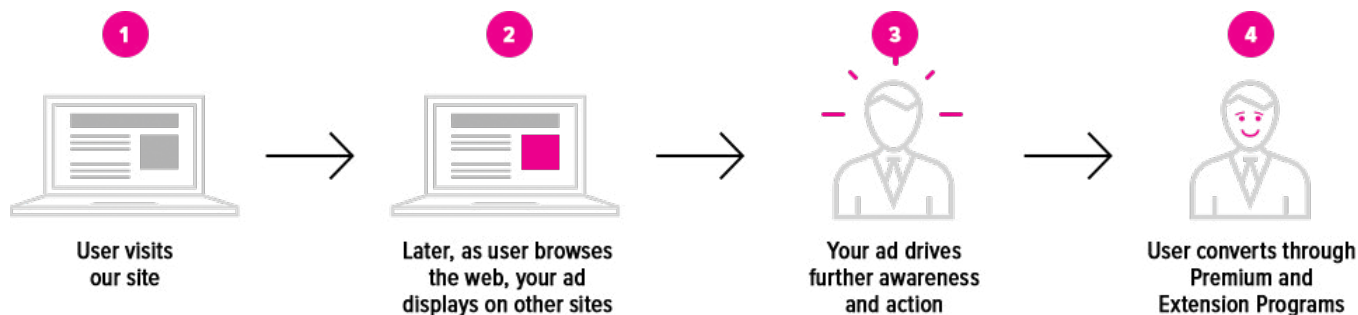 1
2
3
4
User visits
our site
Later, as user browses
the web, your ad
displays on other sites
Your ad drives
further awareness
and action
User converts through
Premium and
Extension Programs